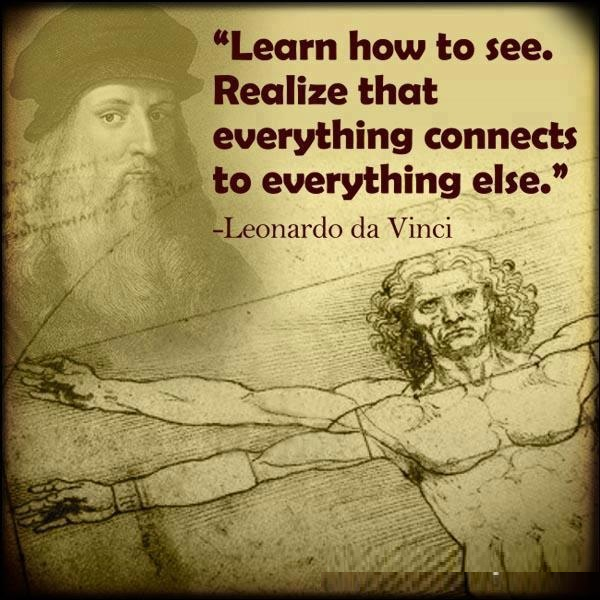 “Learn how to see.
Realize that
everything connects
to everything else.”
-Leonardo da Vinci